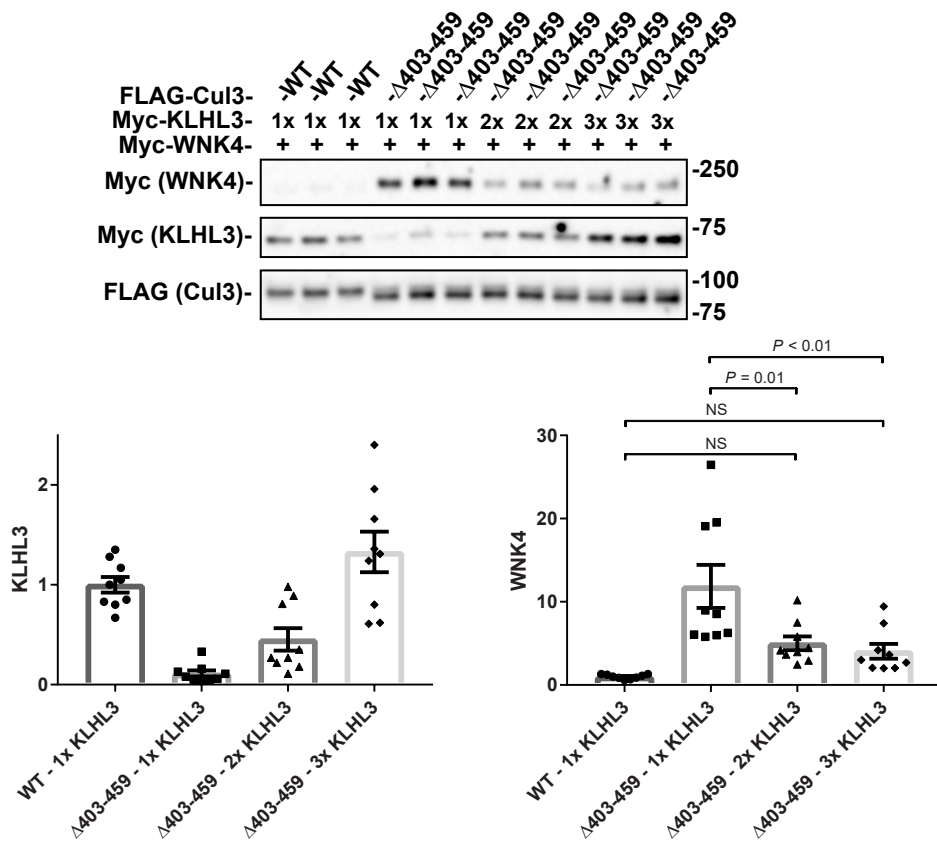 -WT -WT -WT -Δ403-459 -Δ403-459 -Δ403-459 -Δ403-459 -Δ403-459 -Δ403-459 -Δ403-459 -Δ403-459 -Δ403-459
FLAG-Cul3-
Myc-KLHL3- 1x 1x 1x 1x 1x 1x 2x 2x 2x 3x 3x 3x
Myc-WNK4- + + + + + + + + + + + +
Myc (WNK4)- -250
Myc (KLHL3)- -75
FLAG (Cul3)- -100
-75
P < 0.01
P = 0.01
NS
NS
KLHL3
2
1
0
WT - 1x KLHL3
Δ403-459 - 1x KLHL3
Δ403-459 - 2x KLHL3
Δ403-459 - 3x KLHL3
WNK4
30
20
10
0
WT - 1x KLHL3
Δ403-459 - 1x KLHL3
Δ403-459 - 2x KLHL3
Δ403-459 - 3x KLHL3